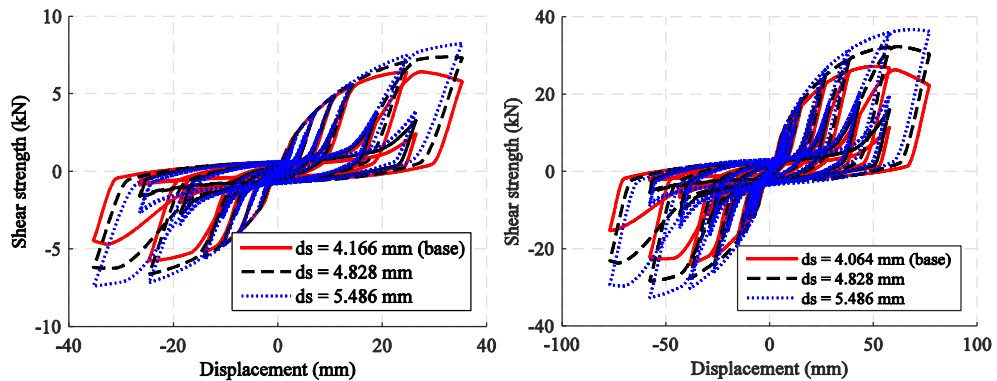 10
5
0
-5
-10
-40
-20
0
20
40
Shear strength (kN)
Displacement (mm)
ds = 4.166 mm (base)
ds = 4.828 mm
ds = 5.486 mm
40
20
0
-20
-40
-100
-50
0
50
100
Shear strength (kN)
Displacement (mm)
ds = 4.064 mm (base)
ds = 4.828 mm
ds = 5.486 mm